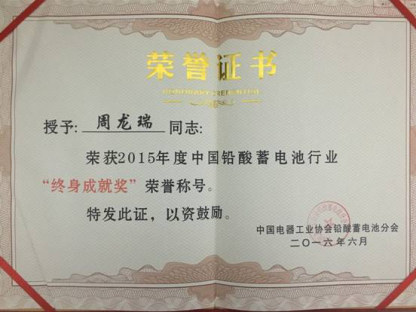 荣誉证书
授予: 周龙瑞 同志:
荣获2015年度中国铅酸蓄电池行业
“终身成就奖”荣誉称号。
特发此证，以资鼓励。
中国电器工业协会铅酸蓄电池分会
二〇一六年六月